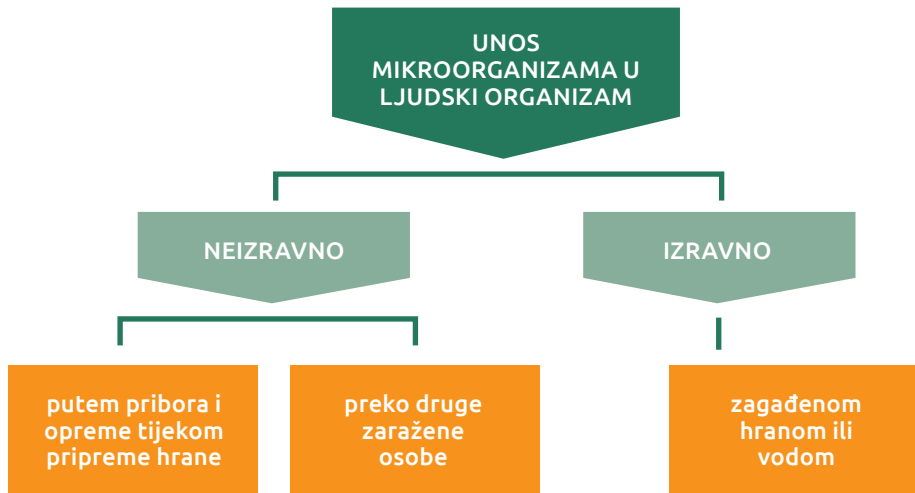 UNOS
MIKROORGANIZAMA U
LJUDSKI ORGANIZAM
NEIZRAVNO
IZRAVNO
putem pribora i
opreme tijekom
pripreme hrane
preko druge
zaražene
osobe
zagađenom
hranom ili
vodom